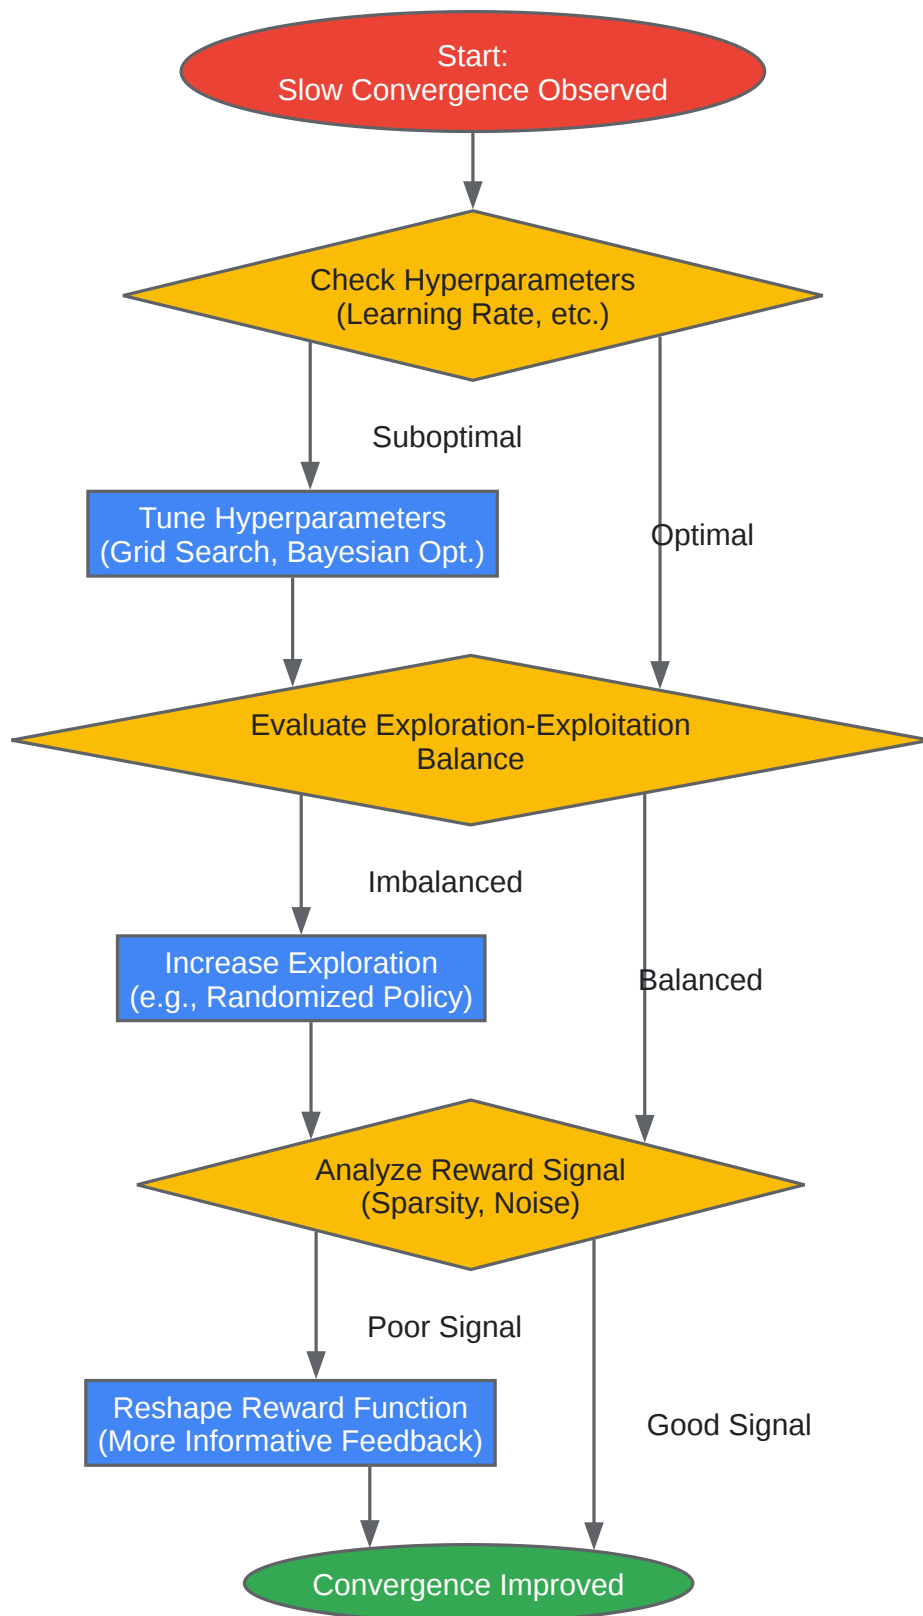 Start:
Slow Convergence Observed
Check Hyperparameters
(Learning Rate, etc.)
Suboptimal
Tune Hyperparameters
(Grid Search, Bayesian Opt.)
Optimal
Evaluate Exploration-Exploitation
Balance
Imbalanced
Increase Exploration
(e.g., Randomized Policy)
Balanced
Analyze Reward Signal
(Sparsity, Noise)
Poor Signal
Reshape Reward Function
(More Informative Feedback)
Good Signal
Convergence Improved